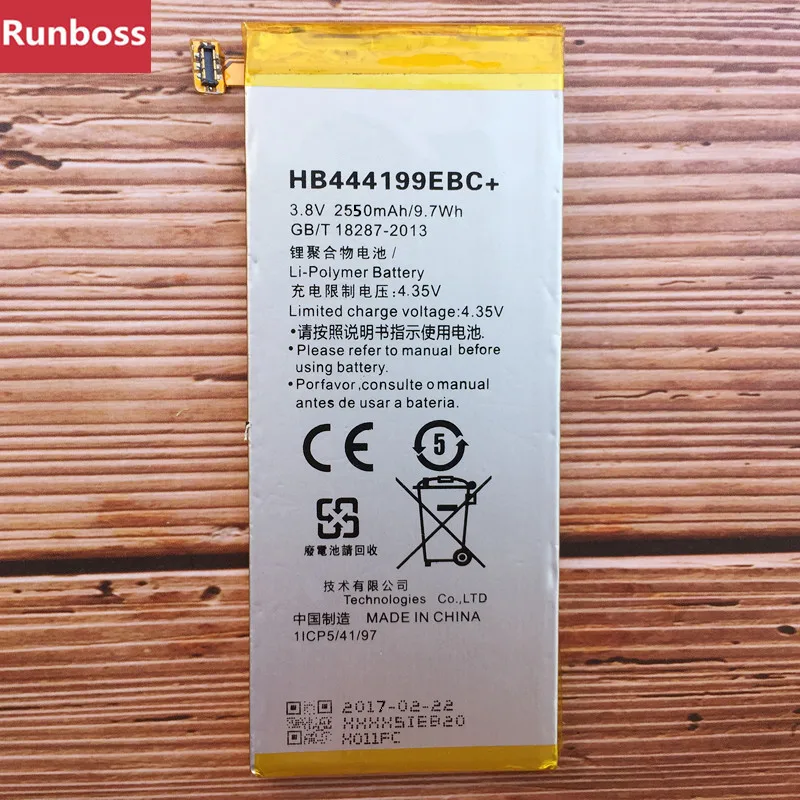 Runboss
HB444199EBC+
3.8V 2550mAh/9.7Wh
GB/T 18287-2013
锂聚合物电池/
Li-Polymer Battery
充电限制电压:4.35V
Limited charge voltage:4.35V
•请按照说明书指示使用电池.
•Please refer to manual before
using battery.
•Porfavor,consulte o manual
antes de usar a bateria.
CE
5
廢電池請回收
技术有限公司
Technologies Co.,LTD
中国制造 MADE IN CHINA
1ICP5/41/97
2017-02-22
XXXX5IEB20
X011PC